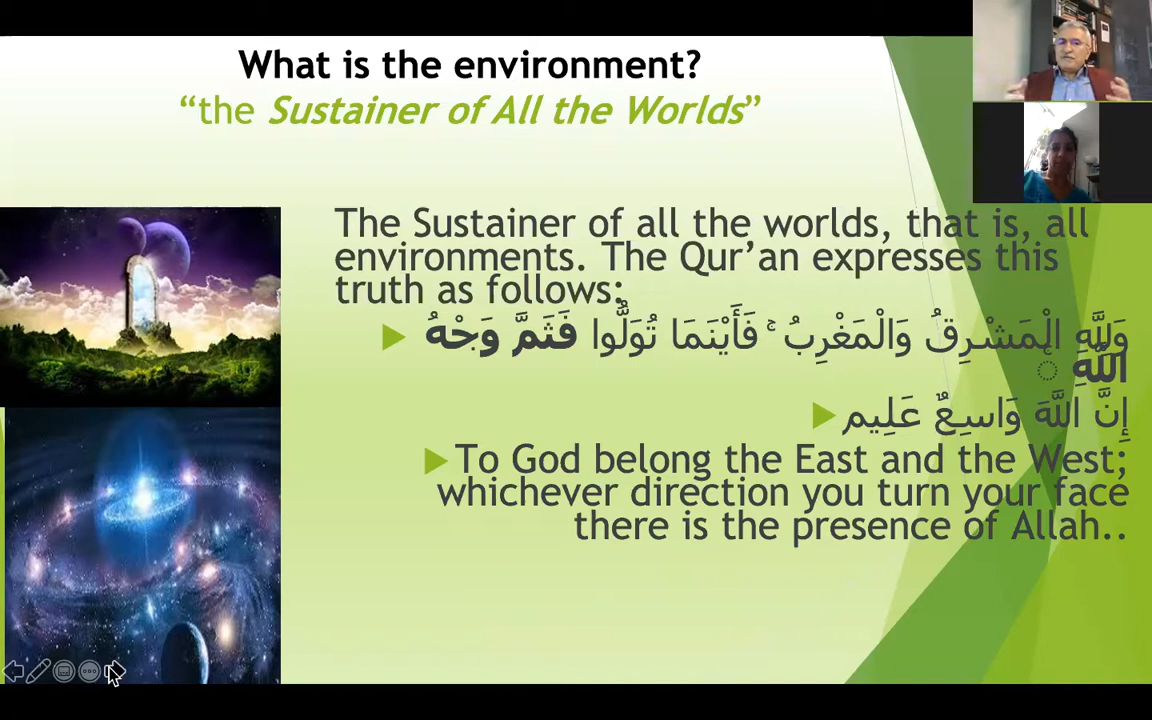 What is the environment?
“the Sustainer of All the Worlds”
The Sustainer of all the worlds, that is, all
environments. The Qur’an expresses this
truth as follows:
وَلِلَّهِ الْمَشْرِقُ وَالْمَغْرِبُ ۚ فَأَيْنَمَا تُوَلُّوا فَثَمَّ وَجْهُ
اللَّهِ ۚ
إِنَّ اللَّهَ وَاسِعٌ عَلِيم
To God belong the East and the West;
whichever direction you turn your face
there is the presence of Allah..